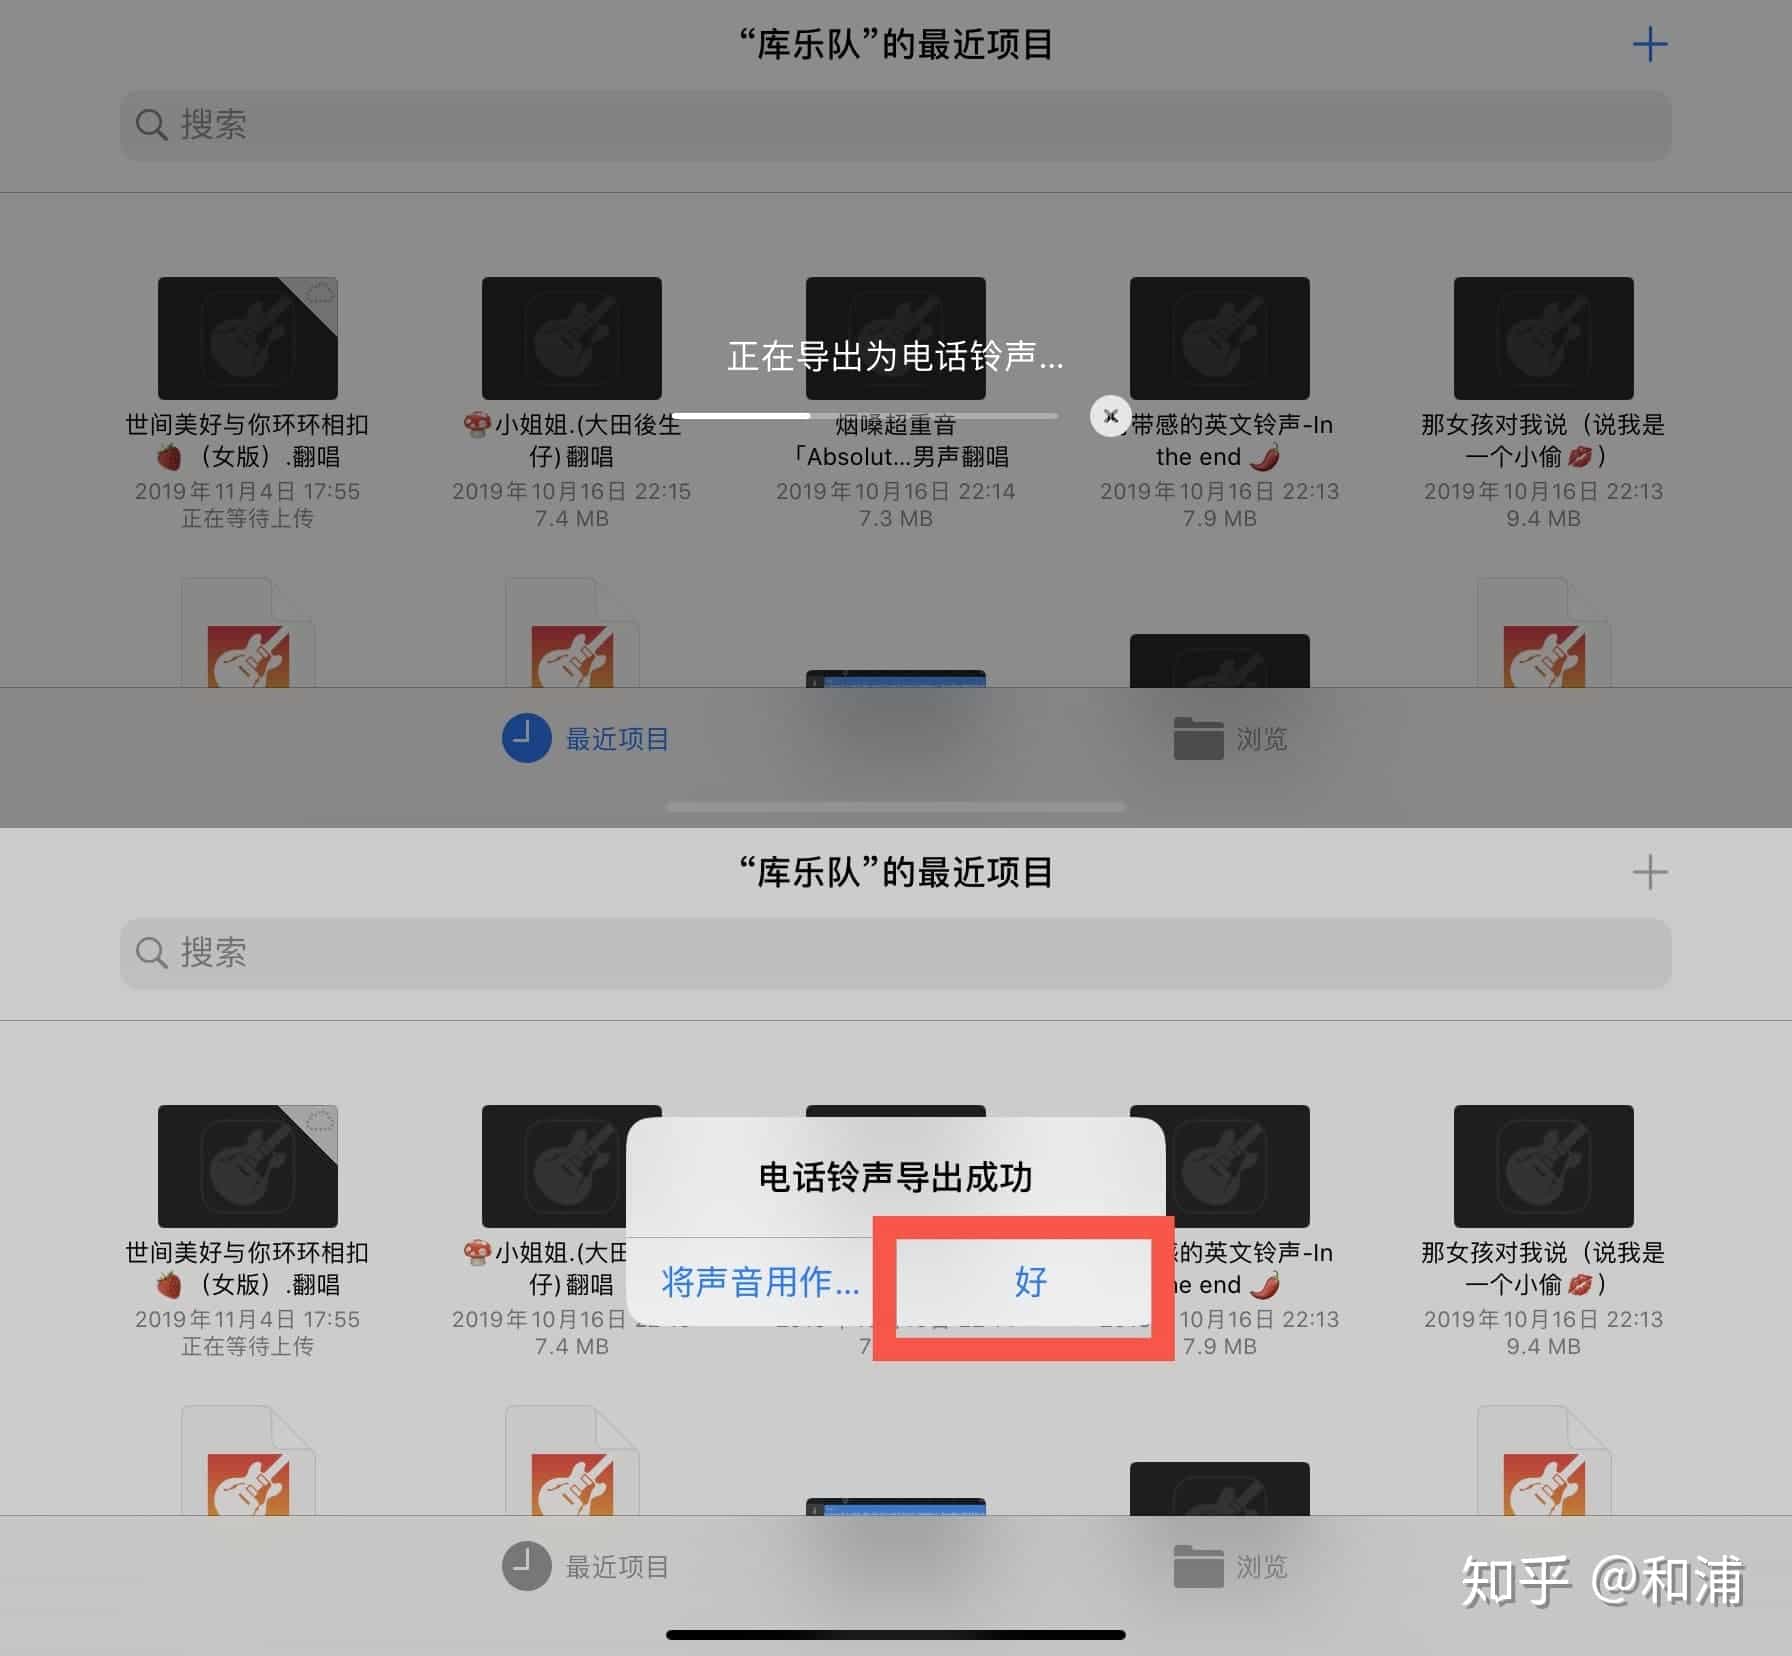 “库乐队”的最近项目
搜索
正在导出为电话铃声...
世间美好与你环环相扣
🍓（女版）.翻唱
2019年11月4日 17:55
正在等待上传
🍄小姐姐.(大田後生
仔)翻唱
2019年10月16日 22:15
7.4 MB
烟嗓超重音
「Absolut...男声翻唱
2019年10月16日 22:14
7.3 MB
带感的英文铃声-In
the end 🌶️
2019年10月16日 22:13
7.9 MB
那女孩对我说（说我是
一个小偷💋）
2019年10月16日 22:13
9.4 MB
最近项目
浏览
“库乐队”的最近项目
搜索
电话铃声导出成功
将声音用作...
好
世间美好与你环环相扣
🍓（女版）.翻唱
2019年11月4日 17:55
正在等待上传
🍄小姐姐.(大田
仔)翻唱
2019年10月16日
7.4 MB
的英文铃声-In
end 🌶️
10月16日 22:13
7.9 MB
那女孩对我说（说我是
一个小偷💋）
2019年10月16日 22:13
9.4 MB
最近项目
浏览
知乎 @和浦